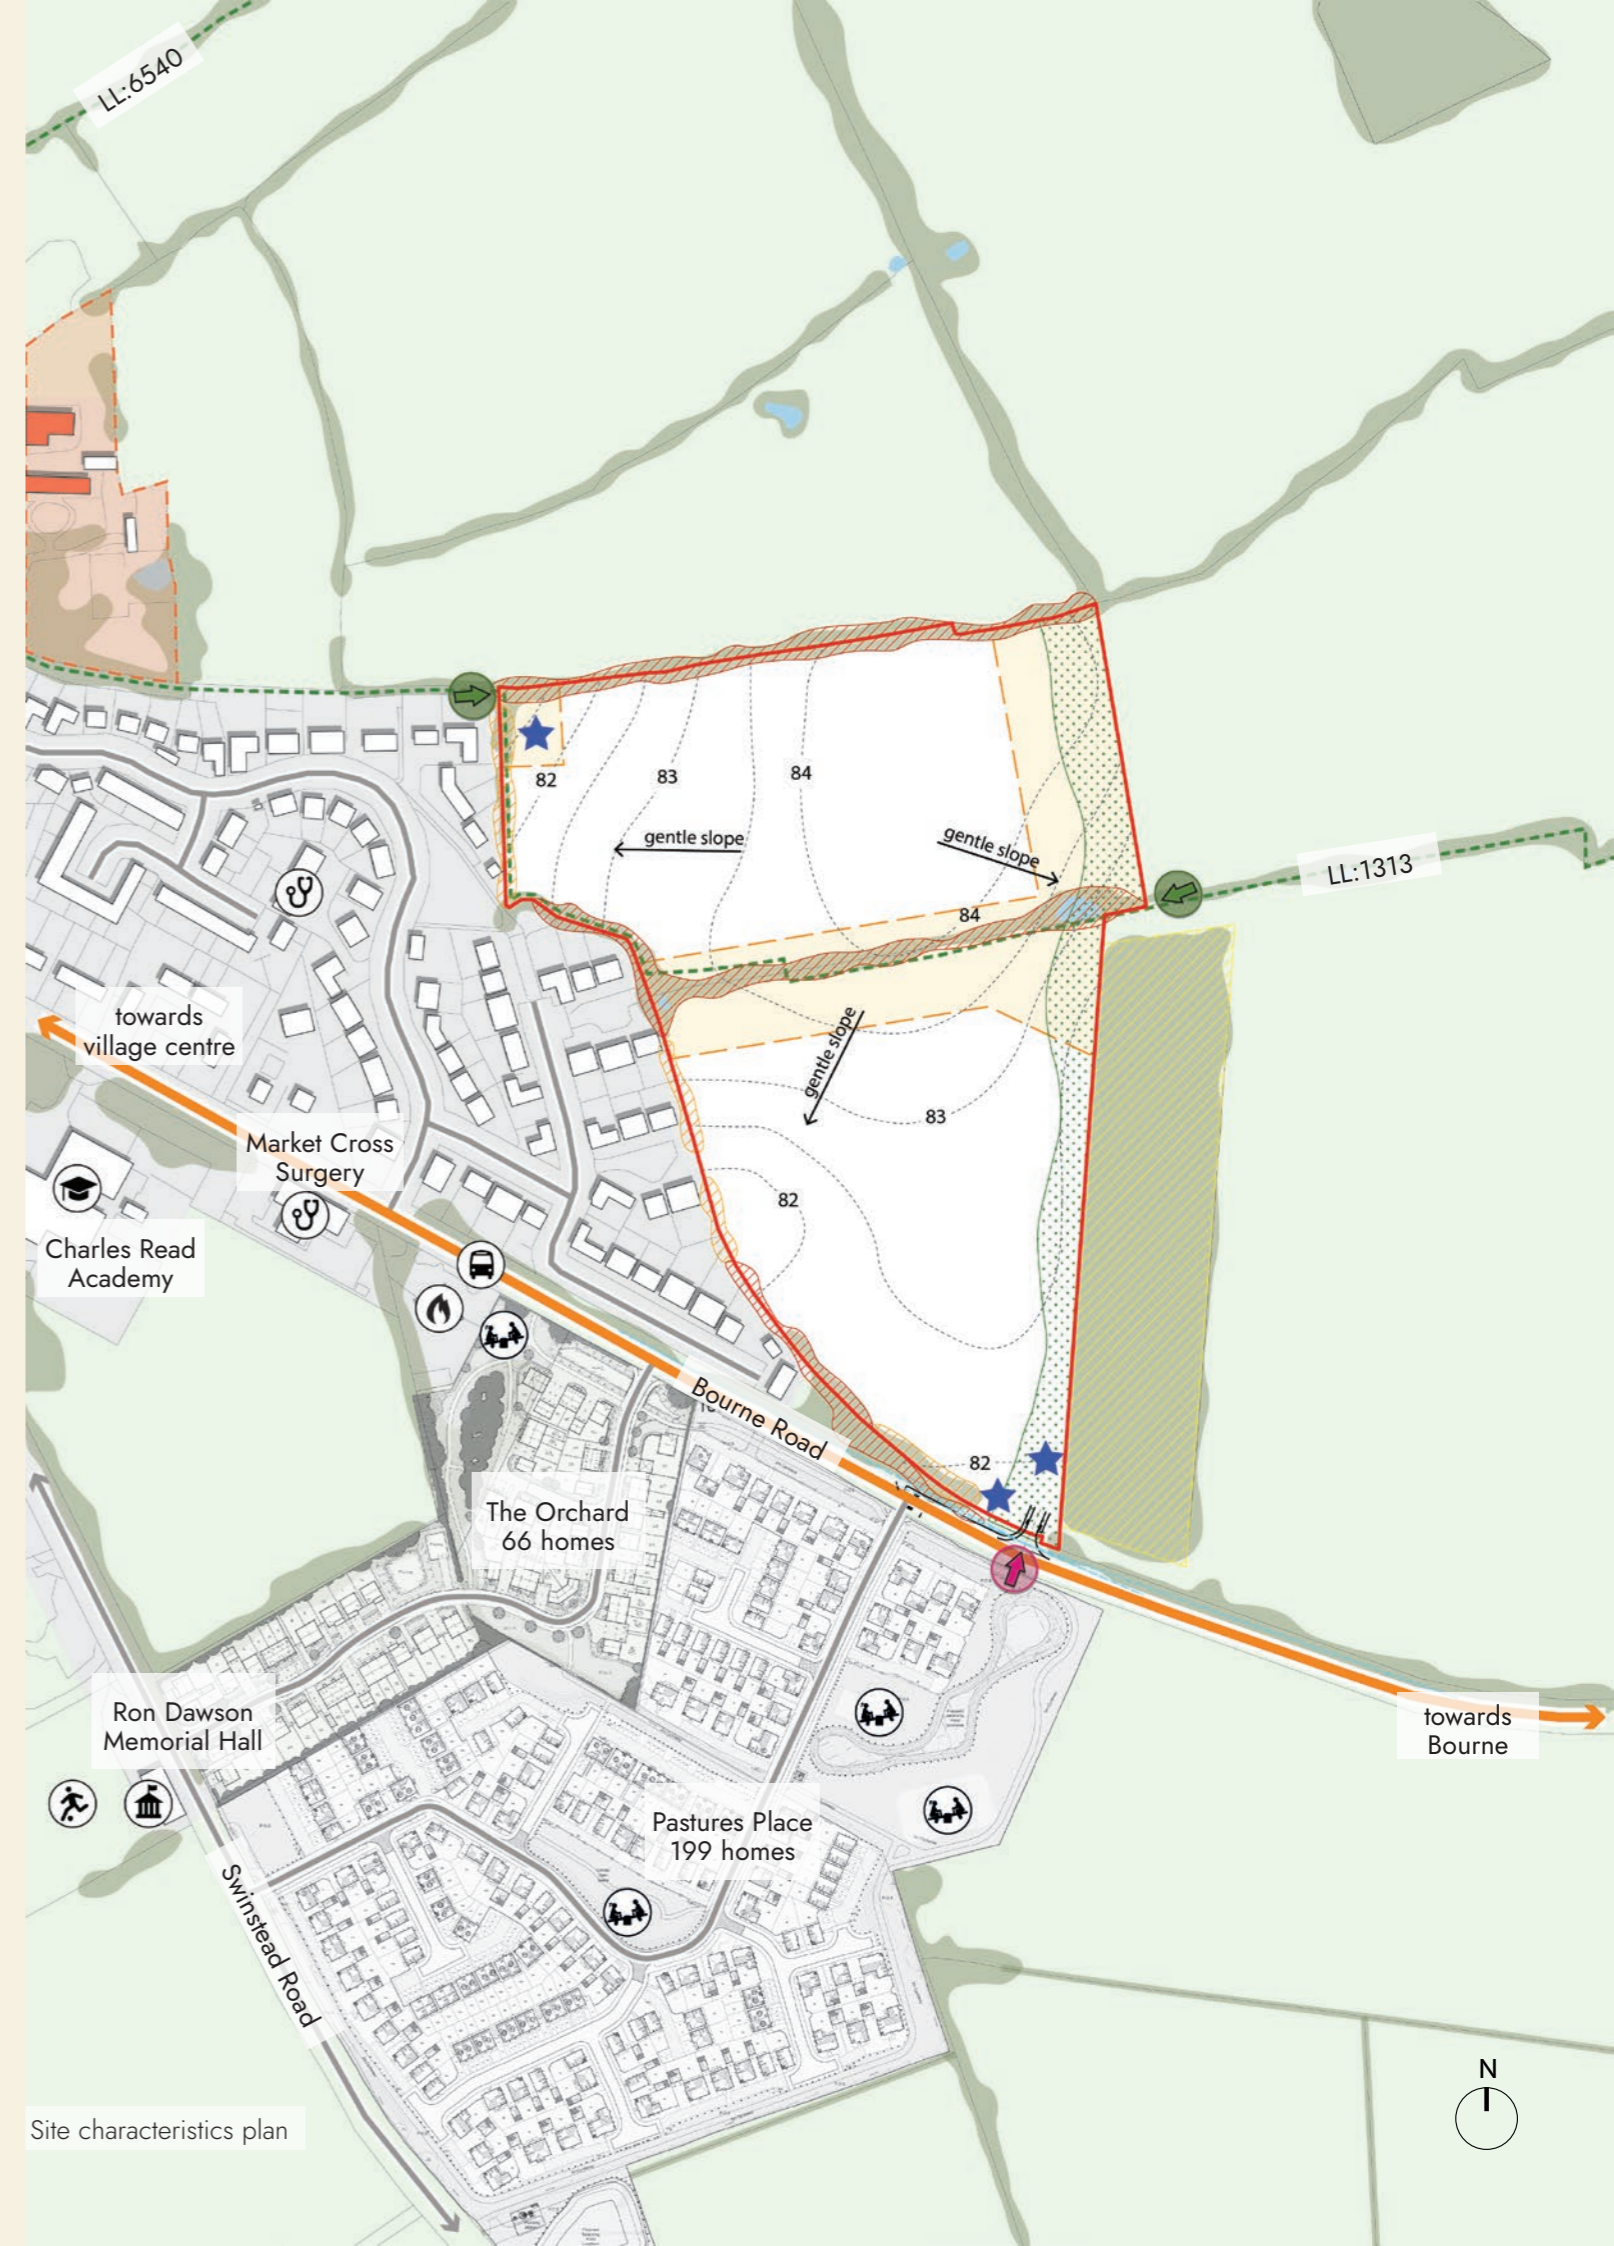 LL:6540
82
83
84
gentle slope
gentle slope
LL:1313
84
towards
village centre
gentle slope
83
Market Cross
Surgery
82
Charles Read
Academy
Bourne Road
82
The Orchard
66 homes
Ron Dawson
Memorial Hall
towards
Bourne
Pastures Place
199 homes
Swinstead Road
N
Site characteristics plan